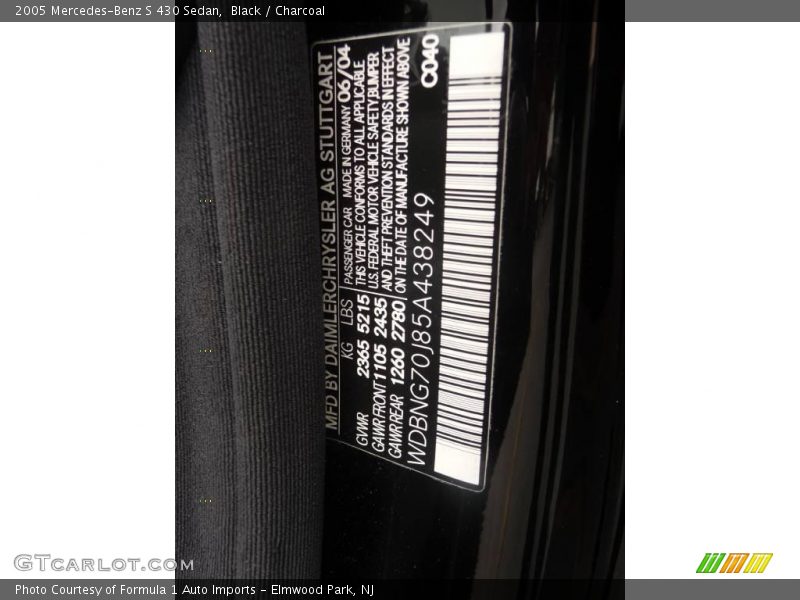 2005 Mercedes-Benz S 430 Sedan, Black / Charcoal
MFD BY DAIMLERCHRYSLER AG STUTTGART
KG LBS
GVWR 2365 5215
GAWR FRONT 1105 2435
GAWR REAR 1260 2780
PASSENGER CAR MADE IN GERMANY 06/04
THIS VEHICLE CONFORMS TO ALL APPLICABLE
U.S. FEDERAL MOTOR VEHICLE SAFETY BUMPER
AND THEFT PREVENTION STANDARDS IN EFFECT
ON THE DATE OF MANUFACTURE SHOWN ABOVE
WDBNG70J85A438249
C040
GTCARLOT.COM
Photo Courtesy of Formula 1 Auto Imports - Elmwood Park, NJ